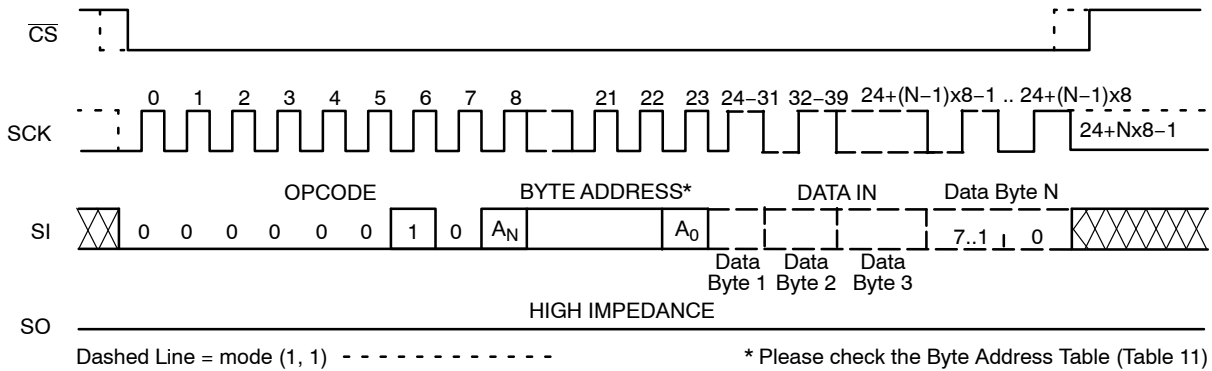 CS
0 1 2 3 4 5 6 7 8 21 22 23 24−31 32−39 24+(N−1)x8−1 .. 24+(N−1)x8
SCK
24+Nx8−1
OPCODE BYTE ADDRESS* DATA IN Data Byte N
SI 0 0 0 0 0 0 1 0 AN A0 7..1 0
Data Byte 1 Data Byte 2 Data Byte 3
HIGH IMPEDANCE
SO
Dashed Line = mode (1, 1) * Please check the Byte Address Table (Table 11)